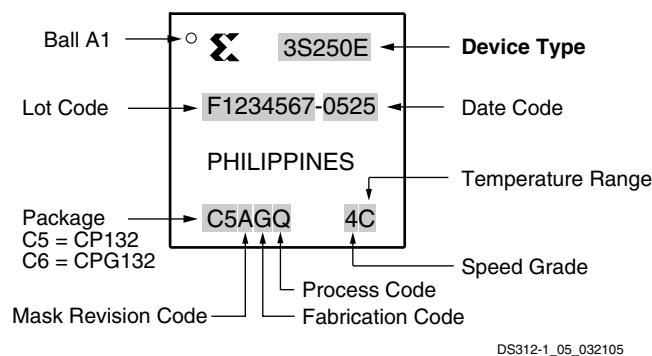 Ball A1
3S250E
Device Type
Lot Code
F1234567-0525
Date Code
PHILIPPINES
Temperature Range
Package
C5 = CP132
C6 = CPG132
C5AGQ
4C
Speed Grade
Process Code
Mask Revision Code
Fabrication Code
DS312-1_05_032105